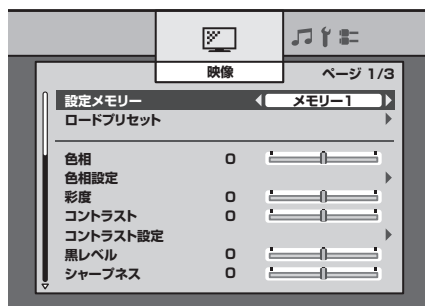 映像
ページ 1/3
設定メモリー メモリー1
ロードプリセット
色相 0
色相設定
彩度 0
コントラスト 0
コントラスト設定
黒レベル 0
シャープネス 0